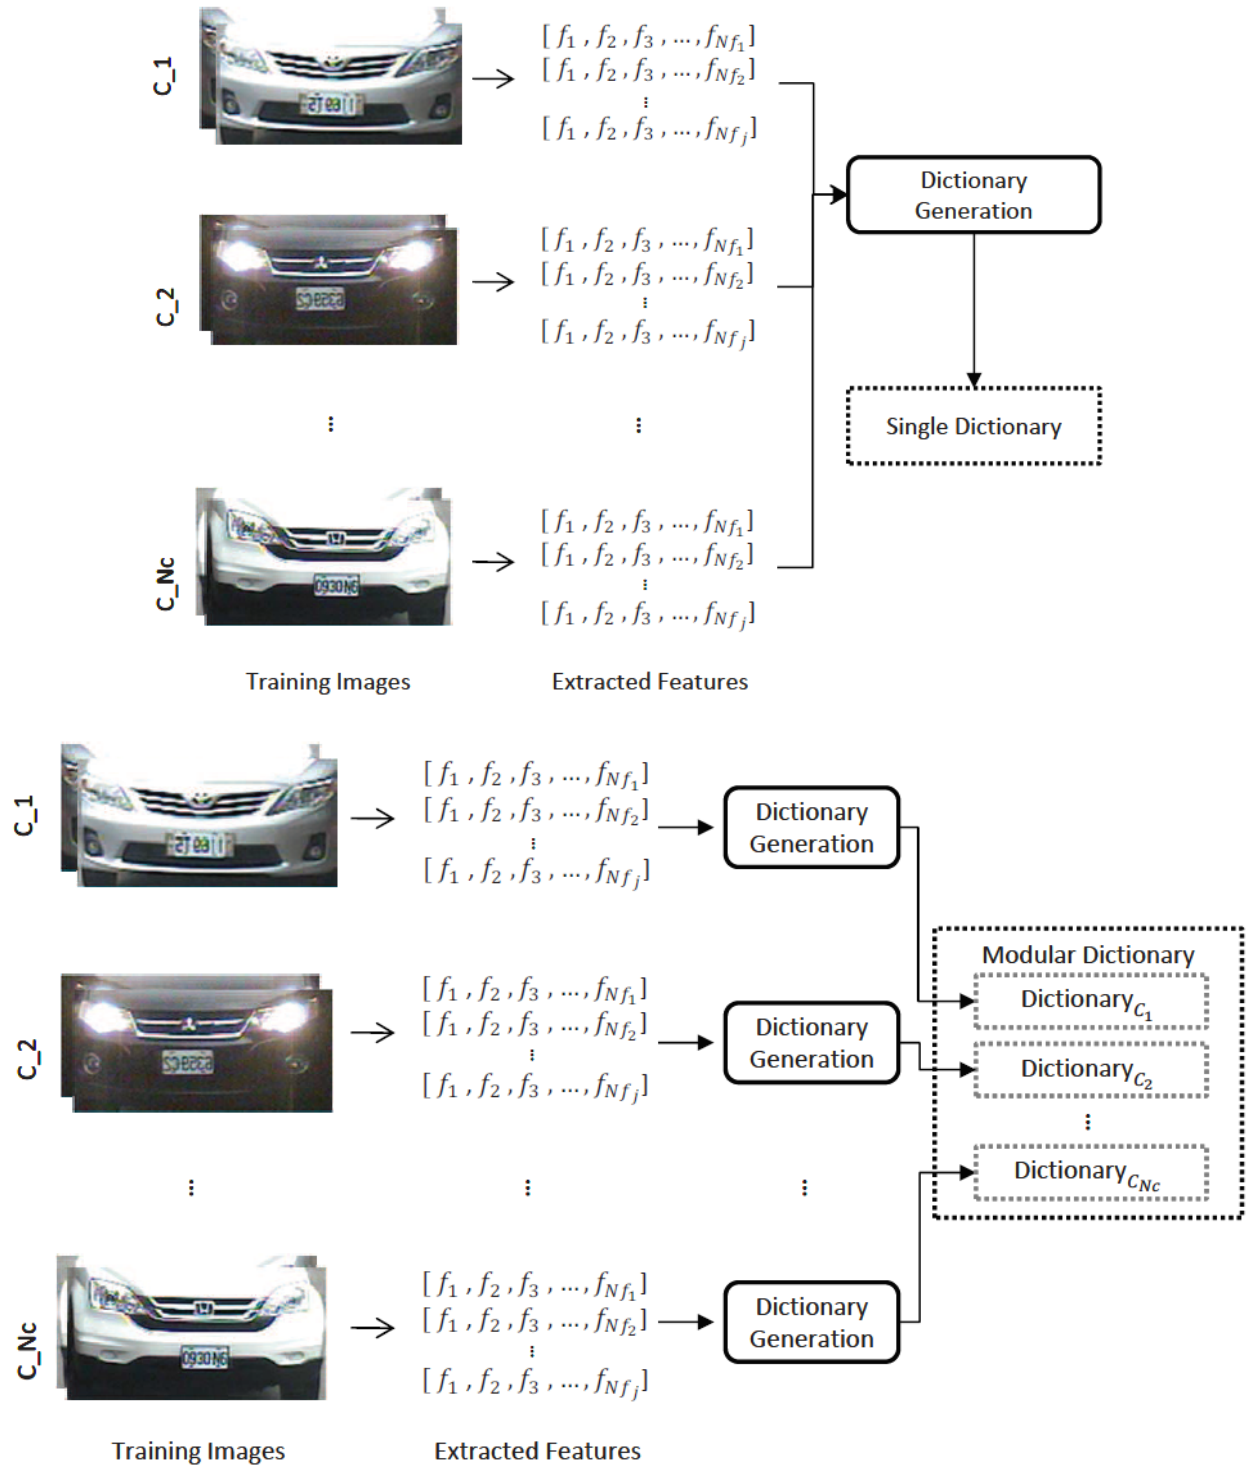 C_1
[ f1 , f2 , f3 , ..., fNf1]
[ f1 , f2 , f3 , ..., fNf2]
⋮
[ f1 , f2 , f3 , ..., fNfj]
Dictionary
Generation
C_2
[ f1 , f2 , f3 , ..., fNf1]
[ f1 , f2 , f3 , ..., fNf2]
⋮
[ f1 , f2 , f3 , ..., fNfj]
⋮
⋮
Single Dictionary
C_Nc
[ f1 , f2 , f3 , ..., fNf1]
[ f1 , f2 , f3 , ..., fNf2]
⋮
[ f1 , f2 , f3 , ..., fNfj]
Training Images
Extracted Features
C_1
[ f1 , f2 , f3 , ..., fNf1]
[ f1 , f2 , f3 , ..., fNf2]
⋮
[ f1 , f2 , f3 , ..., fNfj]
Dictionary
Generation
C_2
[ f1 , f2 , f3 , ..., fNf1]
[ f1 , f2 , f3 , ..., fNf2]
⋮
[ f1 , f2 , f3 , ..., fNfj]
Dictionary
Generation
Modular Dictionary
DictionaryC1
DictionaryC2
⋮
DictionaryCNc
⋮
⋮
⋮
C_Nc
[ f1 , f2 , f3 , ..., fNf1]
[ f1 , f2 , f3 , ..., fNf2]
⋮
[ f1 , f2 , f3 , ..., fNfj]
Dictionary
Generation
Training Images
Extracted Features